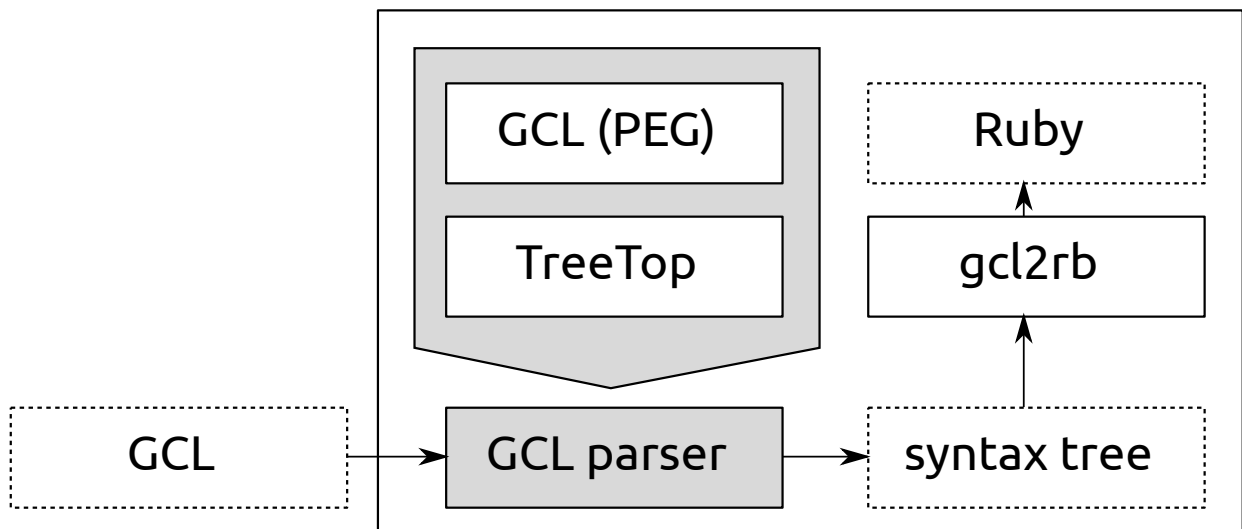 GCL (PEG)
Ruby
TreeTop
gcl2rb
GCL
GCL parser
syntax tree